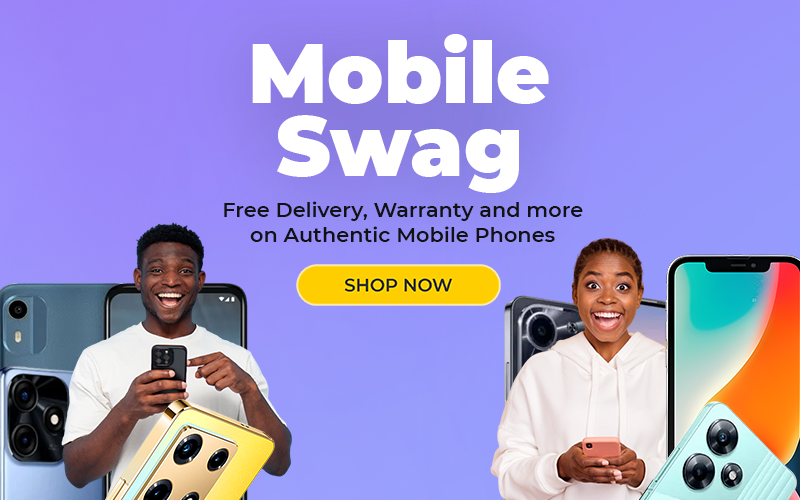 Mobile
Swag
Free Delivery, Warranty and more
on Authentic Mobile Phones
SHOP NOW